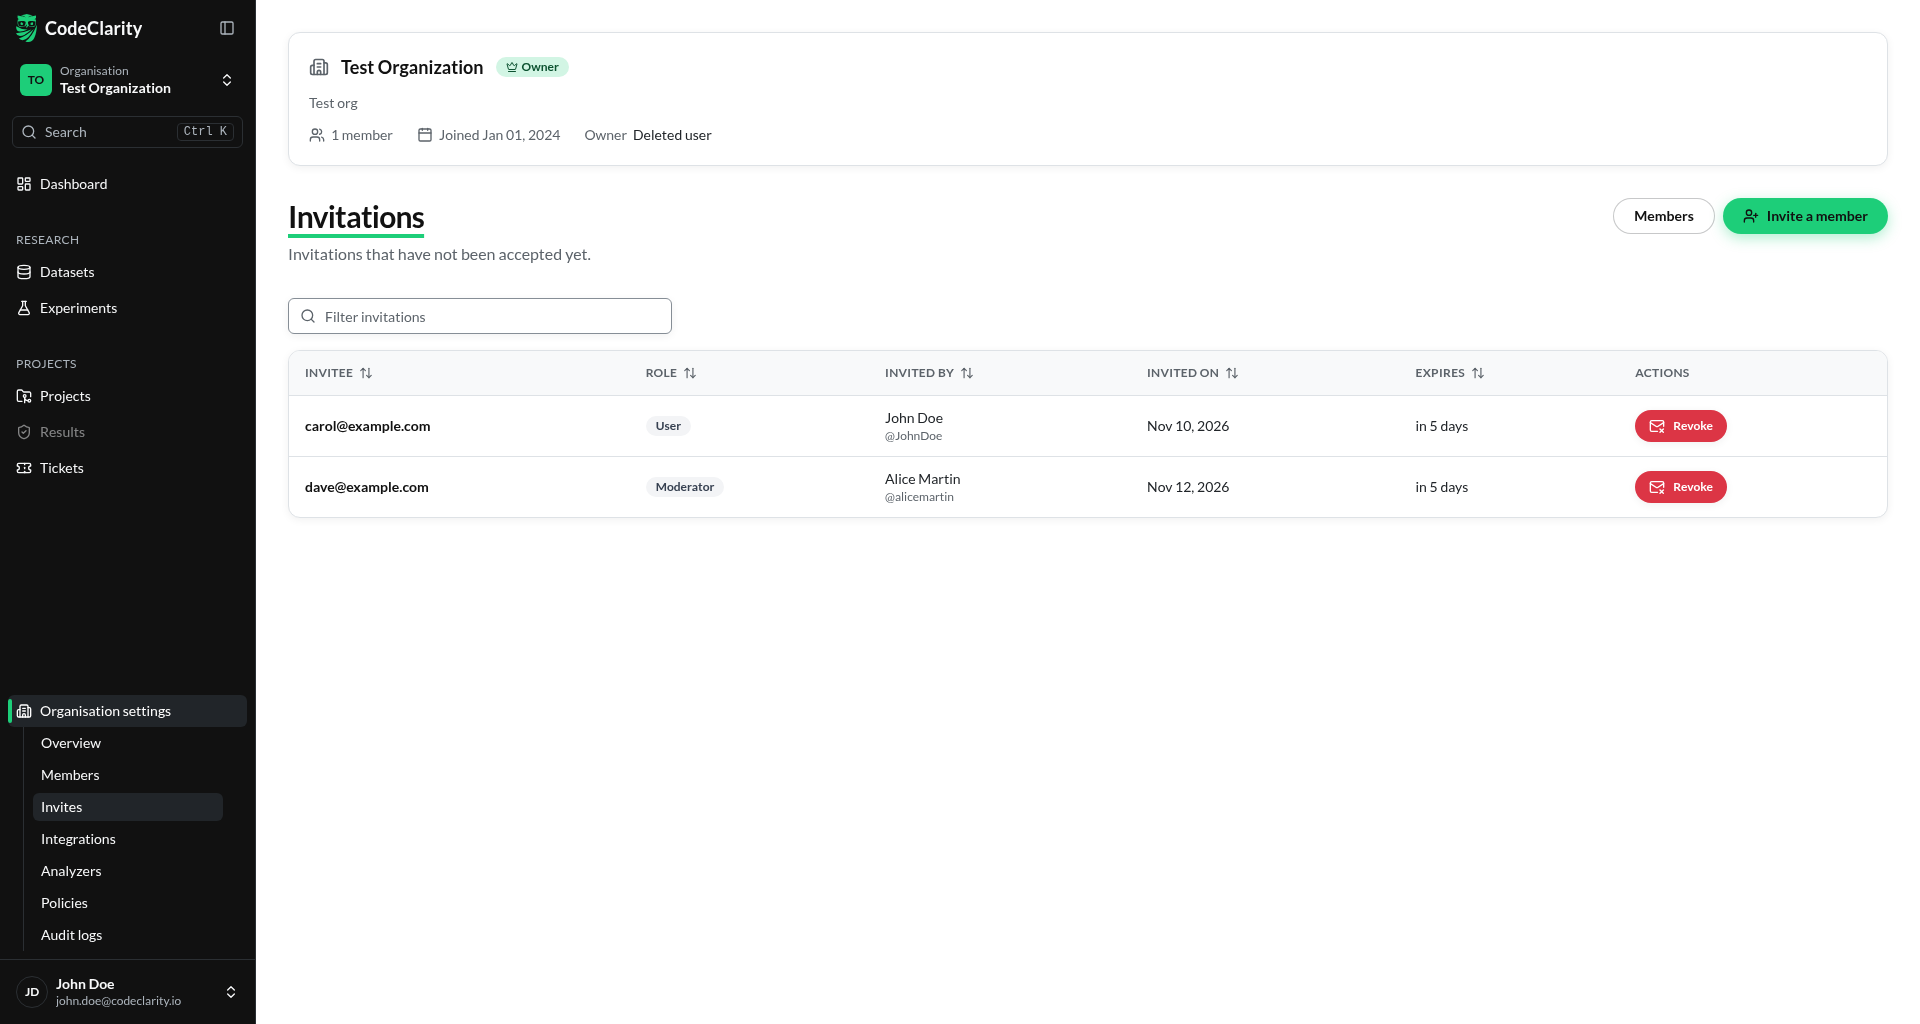 CodeClarity
TO
Organisation
Test Organization
Search
Ctrl K
Dashboard
RESEARCH
Datasets
Experiments
PROJECTS
Projects
Results
Tickets
Organisation settings
Overview
Members
Invites
Integrations
Analyzers
Policies
Audit logs
JD
John Doe
john.doe@codeclarity.io
Test Organization
Owner
Test org
1 member
Joined Jan 01, 2024
Owner Deleted user
Invitations
Invitations that have not been accepted yet.
Members
Invite a member
Filter invitations
INVITEE ROLE INVITED BY INVITED ON EXPIRES ACTIONS
carol@example.com User John Doe Nov 10, 2026 in 5 days Revoke
@JohnDoe
dave@example.com Moderator Alice Martin Nov 12, 2026 in 5 days Revoke
@alicemartin